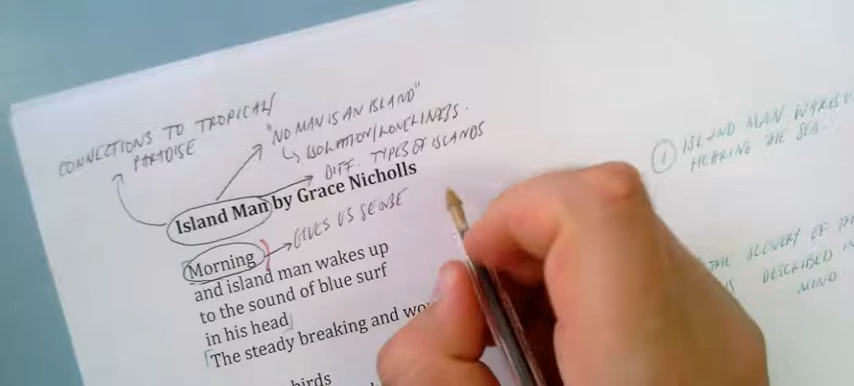 CONNECTIONS TO TROPICAL/
PARADISE
"NO MAN IS AN ISLAND"
↳ ISOLATION/LONELINESS.
DIFF. TYPES OF ISLANDS
Island Man by Grace Nicholls
GIVES US SENSE
Morning
and island man wakes up
to the sound of blue surf
in his head
The steady breaking and wo
birds
① ISLAND MAN WAKES U
HEARING THE SEA.
THE SCENERY OF TH
IS DESCRIBED I
MIND.